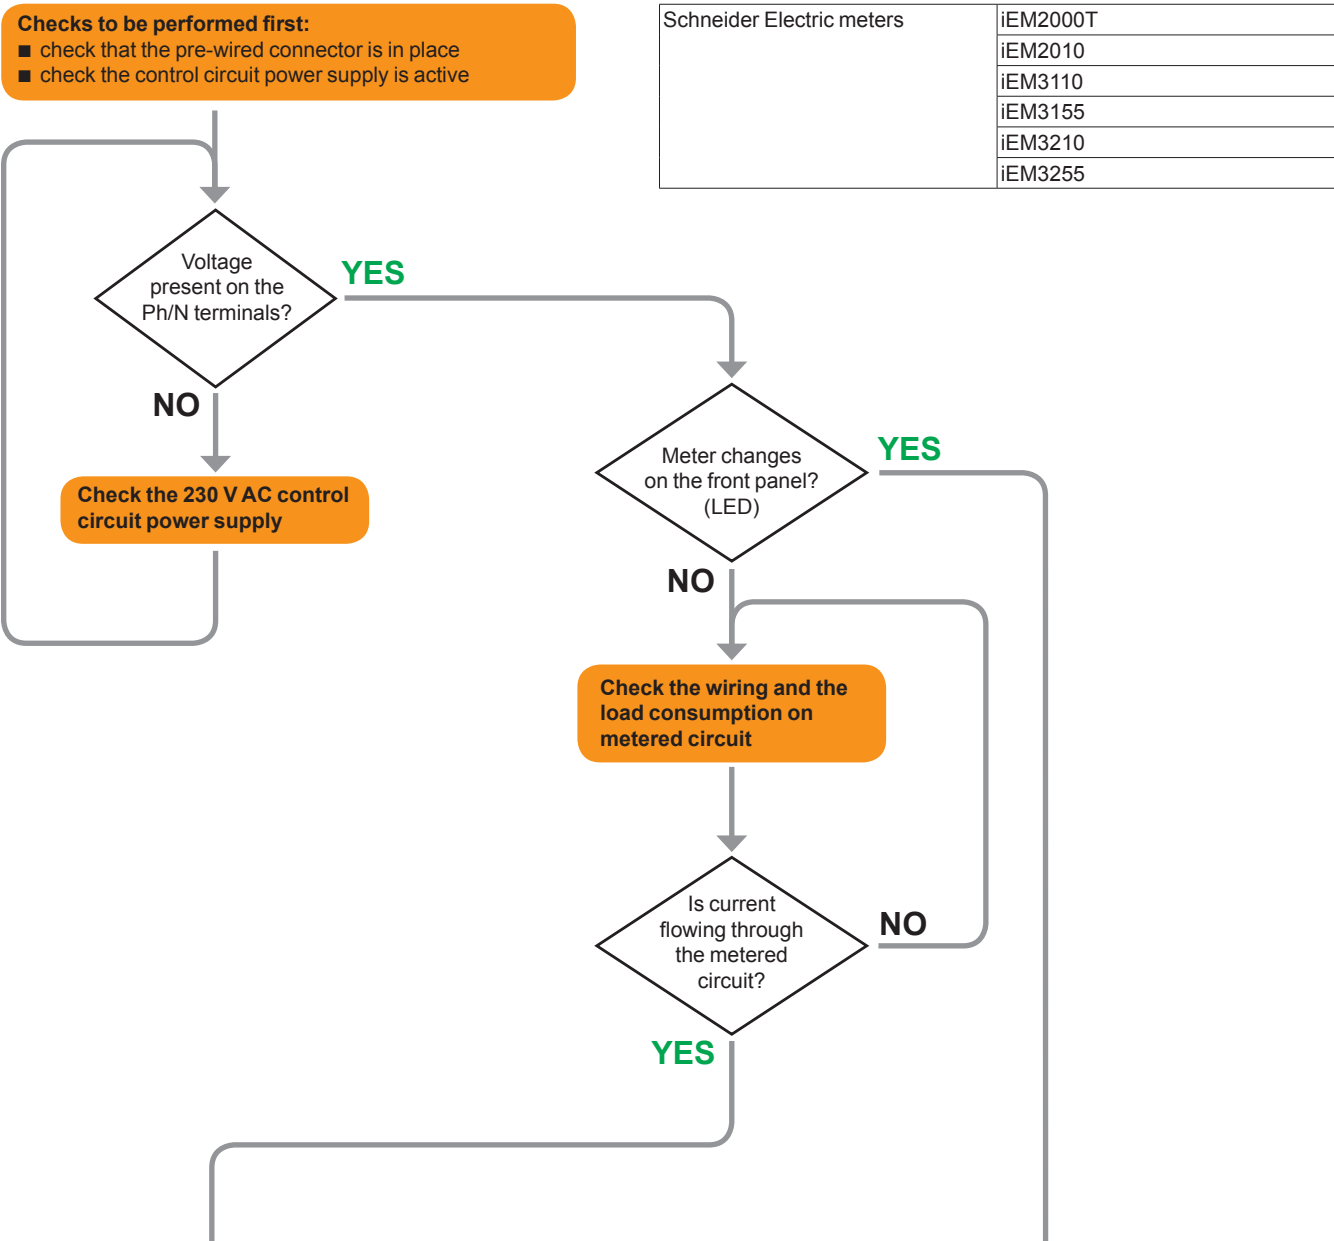 Checks to be performed first:
■ check that the pre-wired connector is in place
■ check the control circuit power supply is active
Schneider Electric meters
iEM2000T
iEM2010
iEM3110
iEM3155
iEM3210
iEM3255
Voltage
present on the
Ph/N terminals?
YES
NO
Check the 230 V AC control
circuit power supply
Meter changes
on the front panel?
(LED)
YES
NO
Check the wiring and the
load consumption on
metered circuit
Is current
flowing through
the metered
circuit?
NO
YES